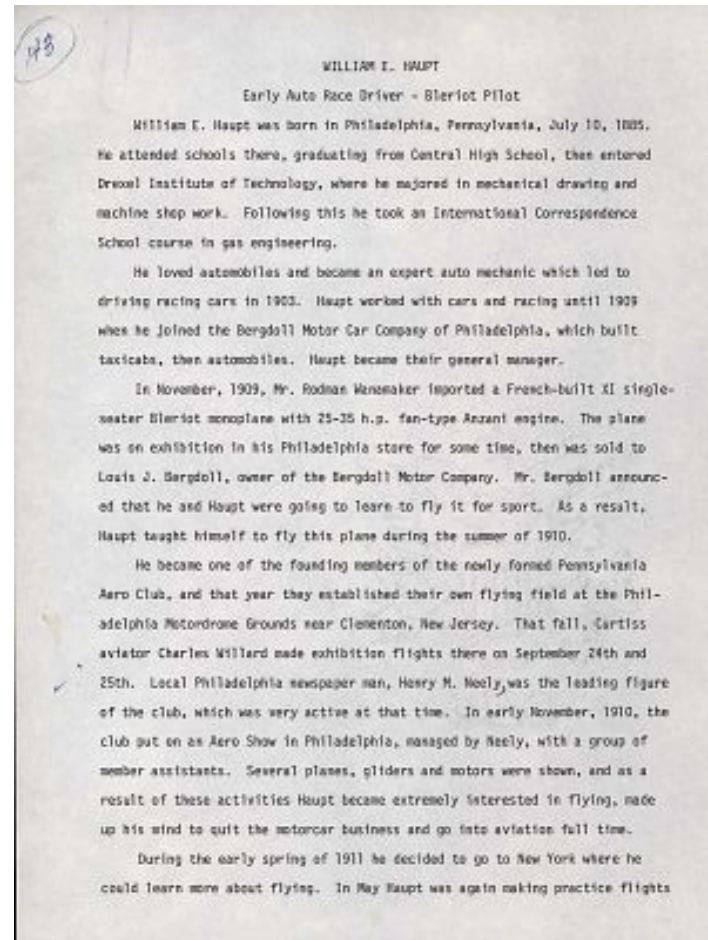 43
WILLIAM E. HAUPT
Early Auto Race Driver - Bleriot Pilot
William E. Haupt was born in Philadelphia, Pennsylvania, July 10, 1885.
He attended schools there, graduating from Central High School, then entered
Drexel Institute of Technology, where he majored in mechanical drawing and
machine shop work. Following this he took an International Correspondence
School course in gas engineering.
He loved automobiles and became an expert auto mechanic which led to
driving racing cars in 1903. Haupt worked with cars and racing until 1909
when he joined the Bergdoll Motor Car Company of Philadelphia, which built
taxicabs, then automobiles. Haupt became their general manager.
In November, 1909, Mr. Rodman Wanamaker imported a French-built XI single-
seater Bleriot monoplane with 25-35 h.p. fan-type Anzani engine. The plane
was on exhibition in his Philadelphia store for some time, then was sold to
Louis J. Bergdoll, owner of the Bergdoll Motor Company. Mr. Bergdoll announc-
ed that he and Haupt were going to learn to fly it for sport. As a result,
Haupt taught himself to fly this plane during the summer of 1910.
He became one of the founding members of the newly formed Pennsylvania
Aero Club, and that year they established their own flying field at the Phil-
adelphia Motordrome Grounds near Clementon, New Jersey. That fall, Curtiss
aviator Charles Willard made exhibition flights there on September 24th and
25th. Local Philadelphia newspaper man, Henry M. Neely, was the leading figure
of the club, which was very active at that time. In early November, 1910, the
club put on an Aero Show in Philadelphia, managed by Neely, with a group of
member assistants. Several planes, gliders and motors were shown, and as a
result of these activities Haupt became extremely interested in flying, made
up his mind to quit the motorcar business and go into aviation full time.
During the early spring of 1911 he decided to go to New York where he
could learn more about flying. In May Haupt was again making practice flights